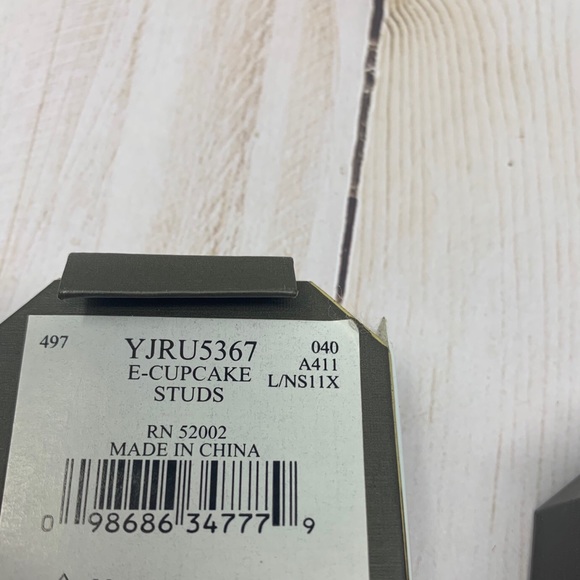 497 YJRU5367 040
A411
E-CUPCAKE L/NS11X
STUDS
RN 52002
MADE IN CHINA
0 98686 34777 9